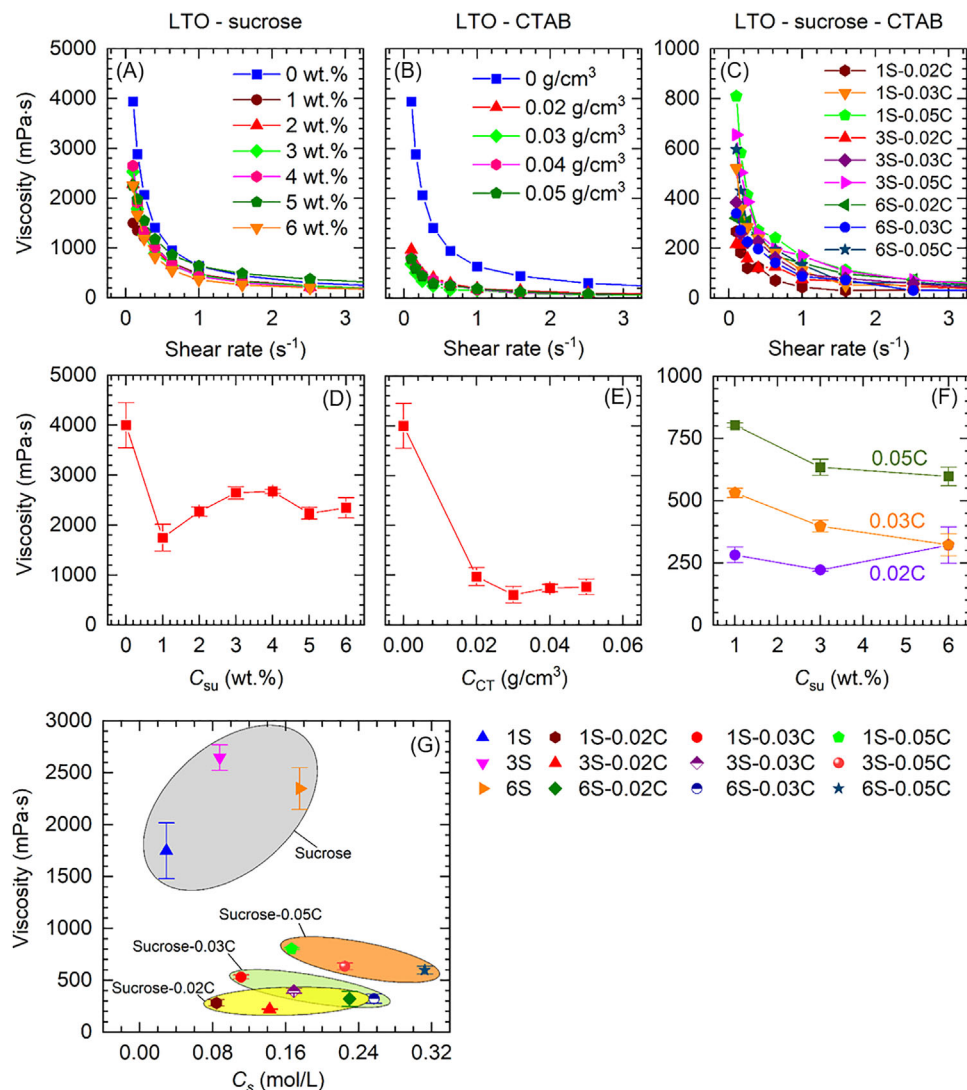 LTO - sucrose
LTO - CTAB
LTO - sucrose - CTAB
Viscosity (mPa·s)
5000
4000
3000
2000
1000
0
(A)
0 wt.%
1 wt.%
2 wt.%
3 wt.%
4 wt.%
5 wt.%
6 wt.%
0 1 2 3
Shear rate (s⁻¹)
(B)
0 g/cm³
0.02 g/cm³
0.03 g/cm³
0.04 g/cm³
0.05 g/cm³
0 1 2 3
Shear rate (s⁻¹)
1000
800
600
400
200
0
(C)
1S-0.02C
1S-0.03C
1S-0.05C
3S-0.02C
3S-0.03C
3S-0.05C
6S-0.02C
6S-0.03C
6S-0.05C
0 1 2 3
Shear rate (s⁻¹)
Viscosity (mPa·s)
5000
4000
3000
2000
1000
0
(D)
0 1 2 3 4 5 6
Csu (wt.%)
(E)
0.00 0.02 0.04 0.06
CCT (g/cm³)
1000
750
500
250
0
(F)
0.05C
0.03C
0.02C
1 2 3 4 5 6
Csu (wt.%)
Viscosity (mPa·s)
3000
2500
2000
1500
1000
500
0
(G)
Sucrose
Sucrose-0.05C
Sucrose-0.03C
Sucrose-0.02C
0.00 0.08 0.16 0.24 0.32
Cs (mol/L)
1S 1S-0.02C 1S-0.03C 1S-0.05C
3S 3S-0.02C 3S-0.03C 3S-0.05C
6S 6S-0.02C 6S-0.03C 6S-0.05C